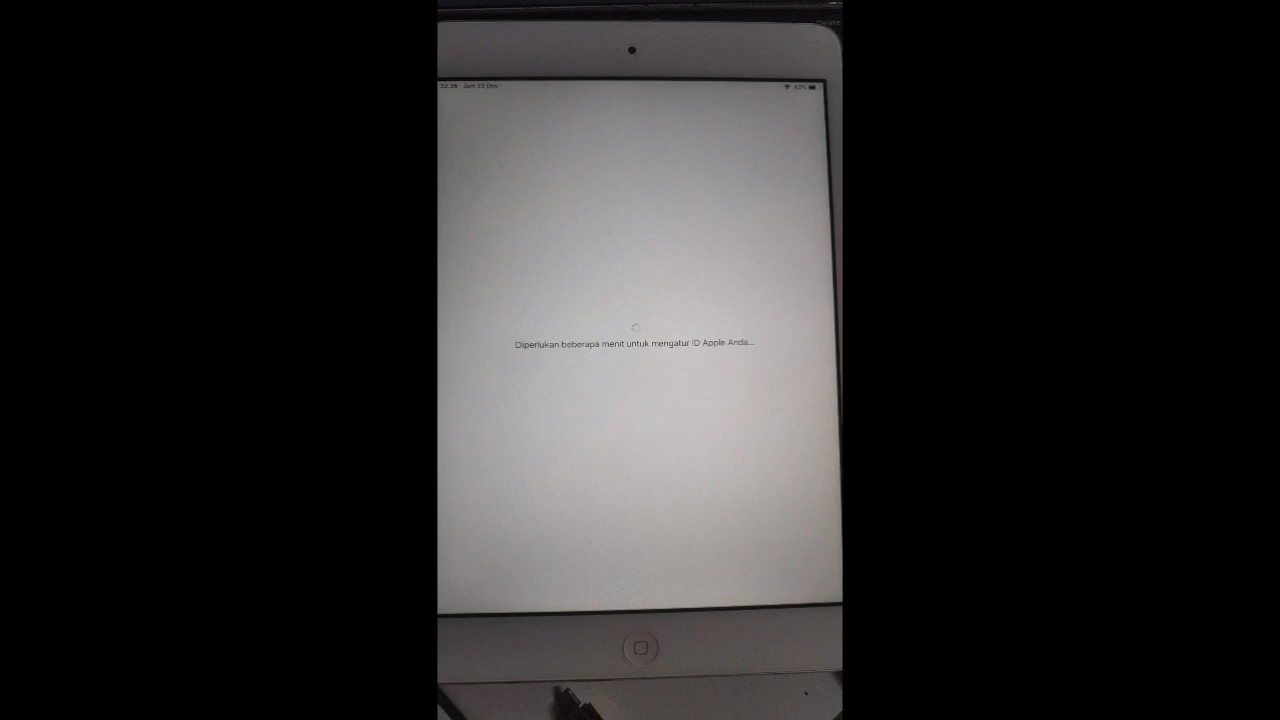 22.38 Jum 23 Des
Diperlukan beberapa menit untuk mengatur ID Apple Anda...